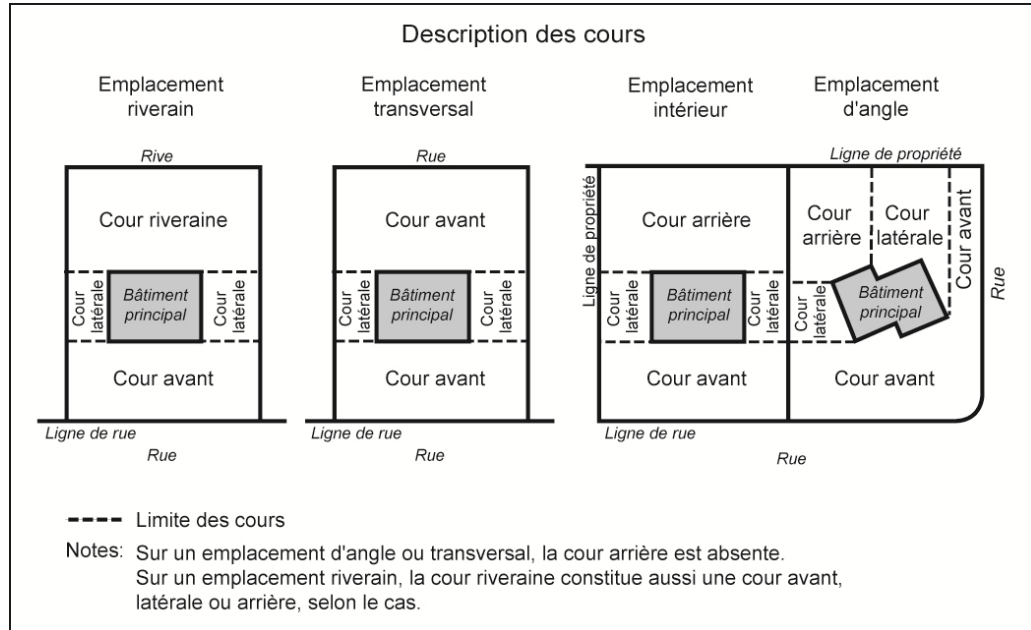 Description des cours
Emplacement
riverain
Rive
Cour riveraine
Cour
latérale
Bâtiment
principal
Cour
latérale
Cour avant
Ligne de rue
Rue
Emplacement
transversal
Rue
Cour avant
Cour
latérale
Bâtiment
principal
Cour
latérale
Cour avant
Ligne de rue
Rue
Emplacement
intérieur
Ligne de propriété
Cour arrière
Cour
latérale
Bâtiment
principal
Cour
latérale
Cour avant
Ligne de rue
Emplacement
d'angle
Ligne de propriété
Cour
arrière
Cour
latérale
Cour avant
Rue
Cour
latérale
Bâtiment
principal
Cour avant
Rue
Limite des cours
Notes: Sur un emplacement d'angle ou transversal, la cour arrière est absente.
Sur un emplacement riverain, la cour riveraine constitue aussi une cour avant,
latérale ou arrière, selon le cas.